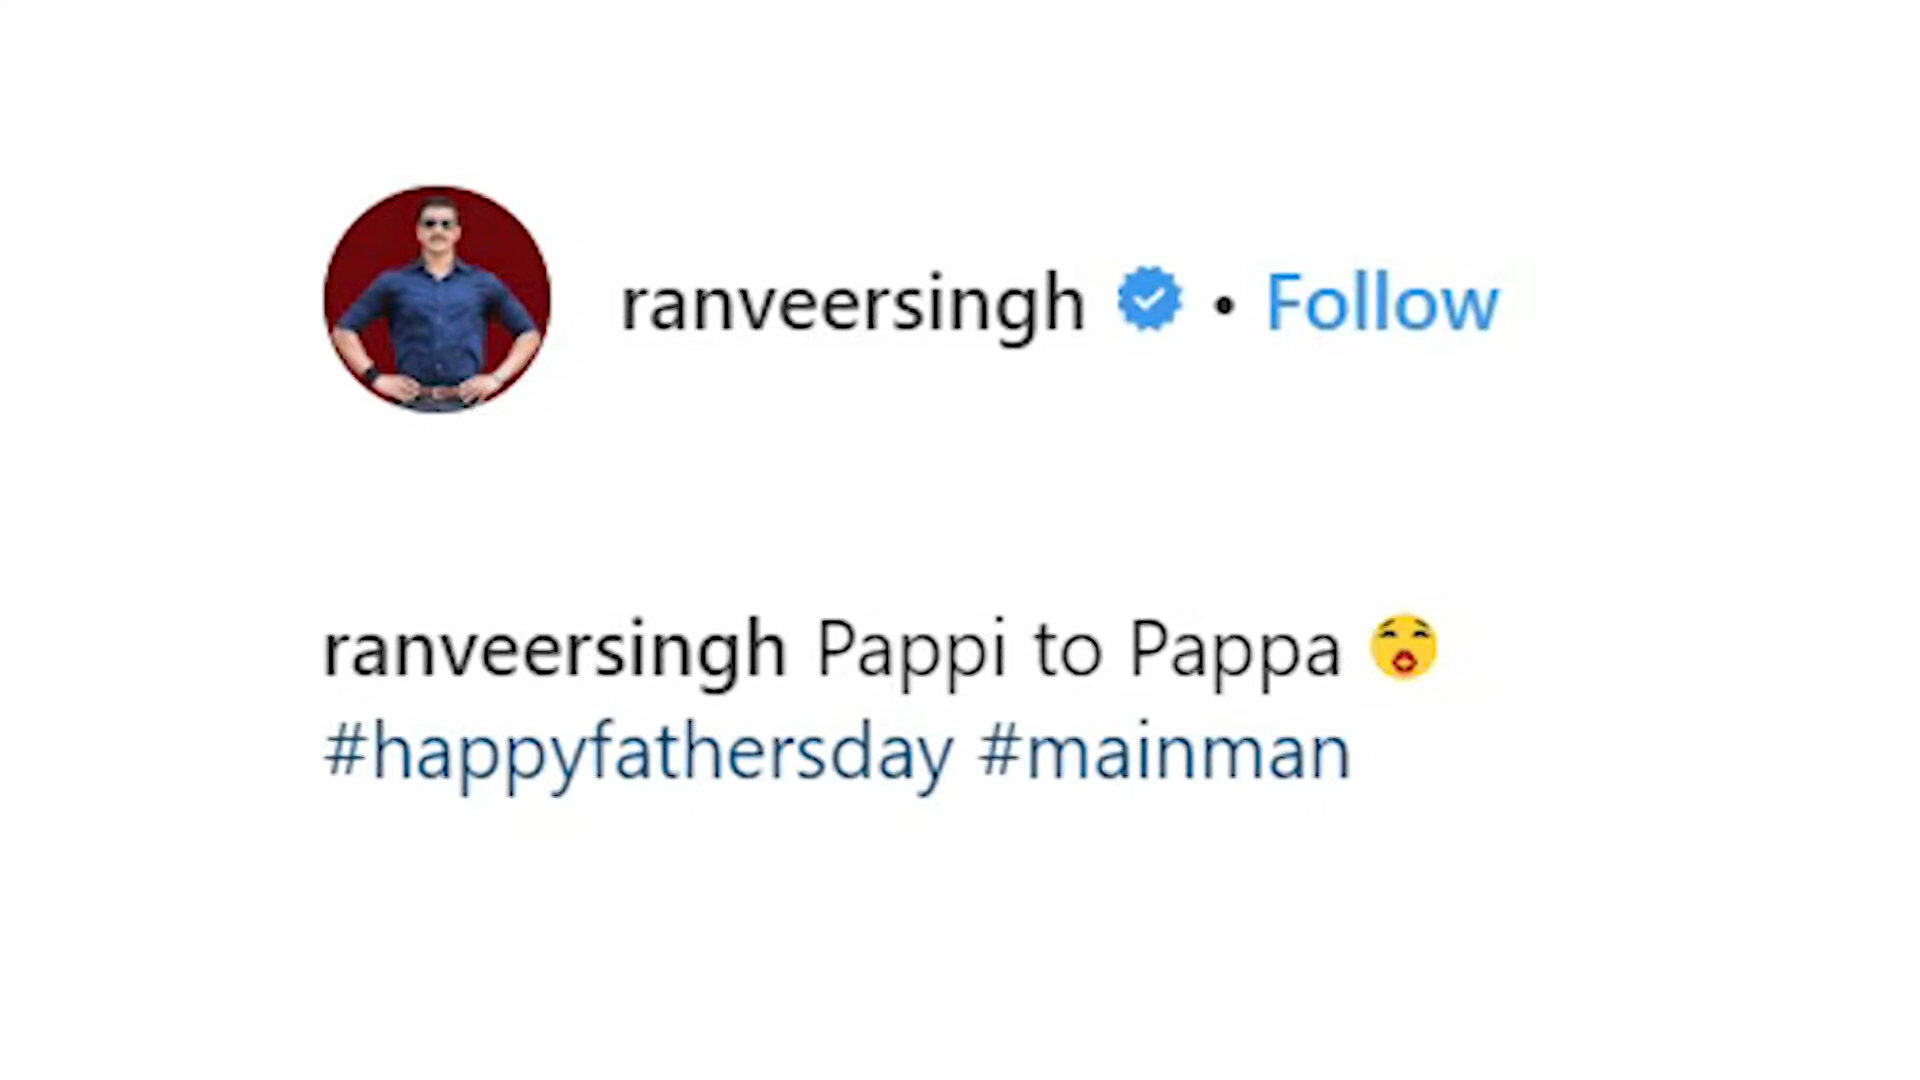 ranveersingh • Follow
ranveersingh Pappi to Pappa 😗
#happyfathersday #mainman